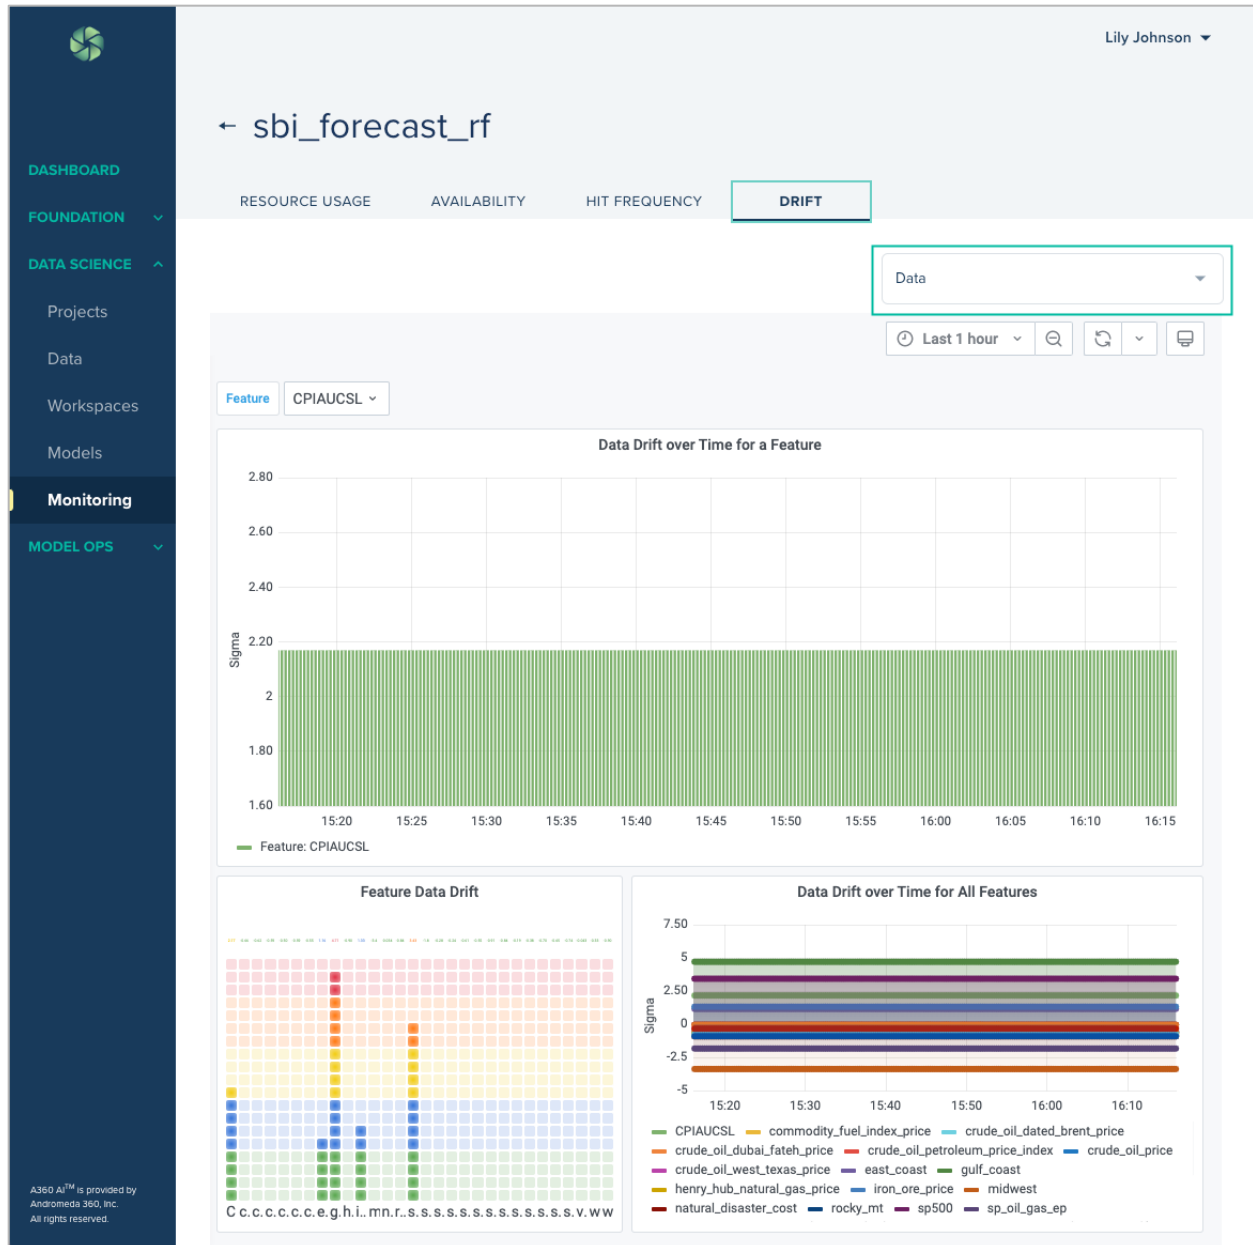 Lily Johnson
← sbi_forecast_rf
DASHBOARD
FOUNDATION
DATA SCIENCE
Projects
Data
Workspaces
Models
Monitoring
MODEL OPS
A360 AI™ is provided by
Andromeda 360, Inc.
All rights reserved.
RESOURCE USAGE AVAILABILITY HIT FREQUENCY DRIFT
Data
Last 1 hour
Feature CPIAUCSL
Data Drift over Time for a Feature
Sigma
2.80
2.60
2.40
2.20
2
1.80
1.60
15:20 15:25 15:30 15:35 15:40 15:45 15:50 15:55 16:00 16:05 16:10 16:15
Feature: CPIAUCSL
Feature Data Drift
C c.c.c.c.c.c.e.g.h.i..mn.r..s.s.s.s.s.s.s.s.s.s.s.s.s.v.ww
Data Drift over Time for All Features
Sigma
7.50
5
2.50
0
-2.5
-5
15:20 15:30 15:40 15:50 16:00 16:10
CPIAUCSL commodity_fuel_index_price crude_oil_dated_brent_price
crude_oil_dubai_fateh_price crude_oil_petroleum_price_index crude_oil_price
crude_oil_west_texas_price east_coast gulf_coast
henry_hub_natural_gas_price iron_ore_price midwest
natural_disaster_cost rocky_mt sp500 sp_oil_gas_ep